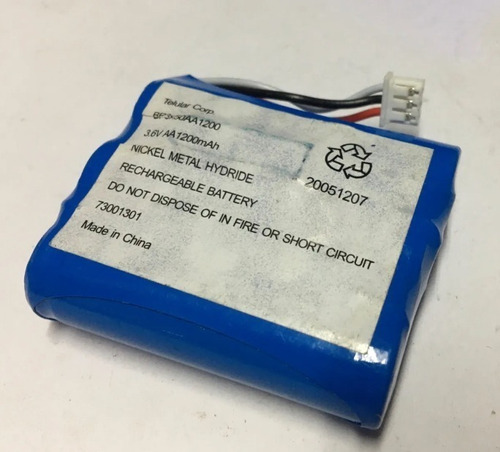 Telular Corp.
BP3x50AA1200
3.6V AA1200mAh
NICKEL METAL HYDRIDE
20051207
RECHARGEABLE BATTERY
DO NOT DISPOSE OF IN FIRE OR SHORT CIRCUIT
73001301
Made in China